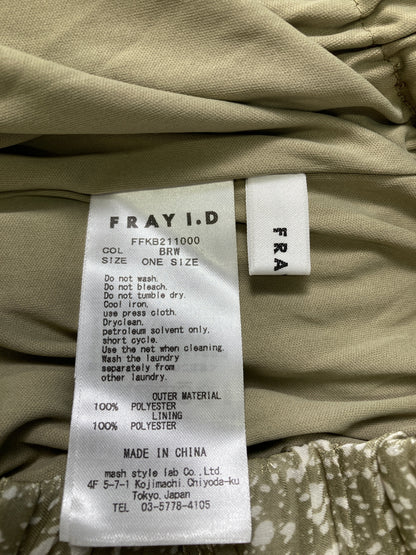 FRAY I.D
FFKB211000
COL BRW
SIZE ONE SIZE
Do not wash.
Do not bleach.
Do not tumble dry.
Cool iron,
use press cloth.
Dryclean,
petroleum solvent only,
short cycle.
Use the net when cleaning.
Wash the laundry
separately from
other laundry.
OUTER MATERIAL
100% POLYESTER
LINING
100% POLYESTER
MADE IN CHINA
mash style lab Co.,Ltd.
4F 5-7-1 Kojimachi,Chiyoda-ku
Tokyo,Japan
TEL 03-5778-4105
FRAY